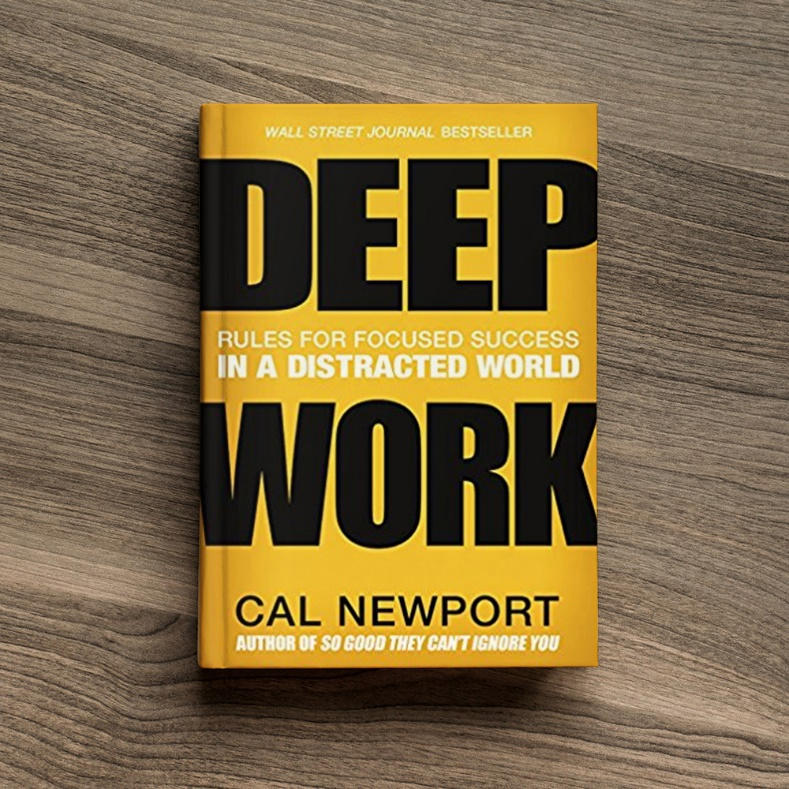 WALL STREET JOURNAL BESTSELLER
DEEP
RULES FOR FOCUSED SUCCESS
IN A DISTRACTED WORLD
WORK
CAL NEWPORT
AUTHOR OF SO GOOD THEY CAN'T IGNORE YOU